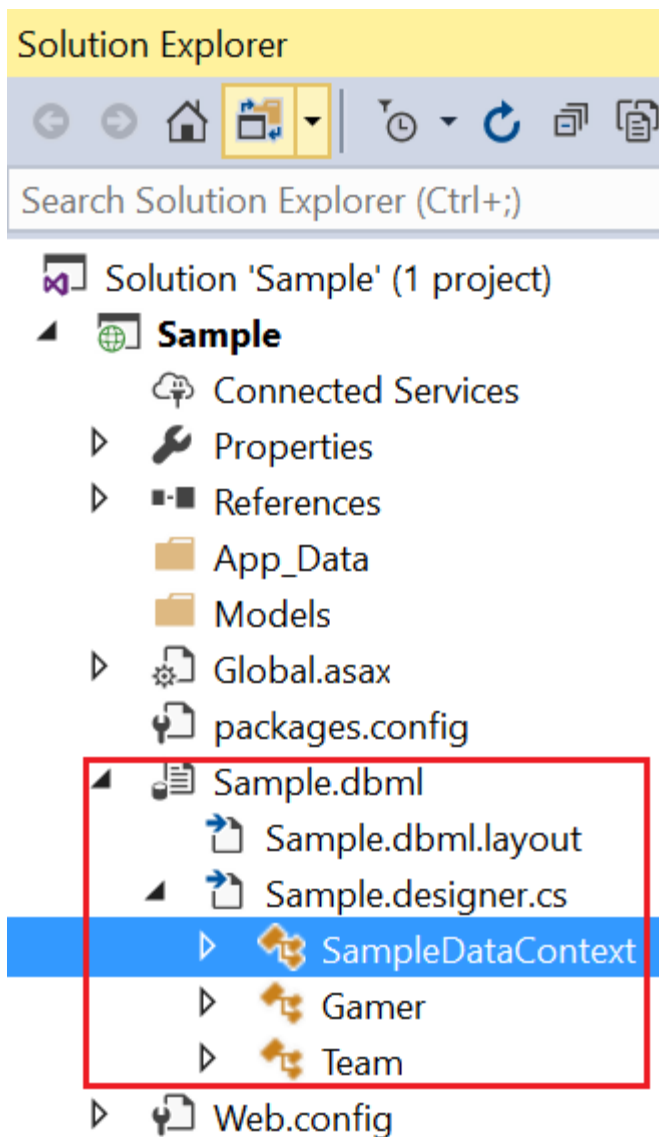 Solution Explorer
Search Solution Explorer (Ctrl+;)
Solution 'Sample' (1 project)
Sample
Connected Services
Properties
References
App_Data
Models
Global.asax
packages.config
Sample.dbml
Sample.dbml.layout
Sample.designer.cs
SampleDataContext
Gamer
Team
Web.config